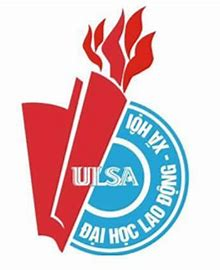 ULSA
ĐẠI HỌC LAO ĐỘNG - XÃ HỘI